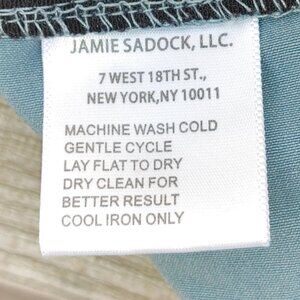 JAMIE SADOCK, LLC.
7 WEST 18TH ST.,
NEW YORK,NY 10011
MACHINE WASH COLD
GENTLE CYCLE
LAY FLAT TO DRY
DRY CLEAN FOR
BETTER RESULT
COOL IRON ONLY